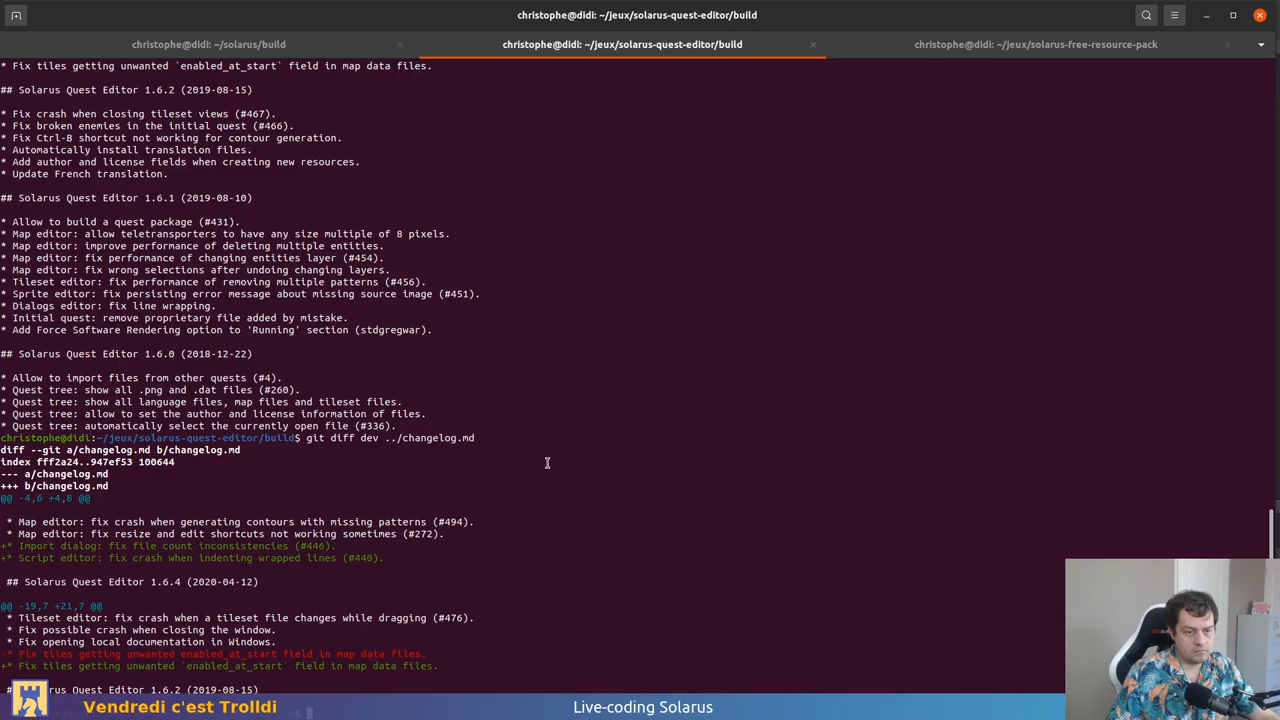 christophe@didi: ~/jeux/solarus-quest-editor/build
christophe@didi: ~/solarus/build
christophe@didi: ~/jeux/solarus-quest-editor/build
christophe@didi: ~/jeux/solarus-free-resource-pack
* Fix tiles getting unwanted `enabled_at_start` field in map data files.
## Solarus Quest Editor 1.6.2 (2019-08-15)
* Fix crash when closing tileset views (#467).
* Fix broken enemies in the initial quest (#466).
* Fix Ctrl-B shortcut not working for contour generation.
* Automatically install translation files.
* Add author and license fields when creating new resources.
* Update French translation.
## Solarus Quest Editor 1.6.1 (2019-08-10)
* Allow to build a quest package (#431).
* Map editor: allow teletransporters to have any size multiple of 8 pixels.
* Map editor: improve performance of deleting multiple entities.
* Map editor: fix performance of changing entities layer (#454).
* Map editor: fix wrong selections after undoing changing layers.
* Tileset editor: fix performance of removing multiple patterns (#456).
* Sprite editor: fix persisting error message about missing source image (#451).
* Dialogs editor: fix line wrapping.
* Initial quest: remove proprietary file added by mistake.
* Add Force Software Rendering option to 'Running' section (stdgregwar).
## Solarus Quest Editor 1.6.0 (2018-12-22)
* Allow to import files from other quests (#4).
* Quest tree: show all .png and .dat files (#260).
* Quest tree: show all language files, map files and tileset files.
* Quest tree: allow to set the author and license information of files.
* Quest tree: automatically select the currently open file (#336).
christophe@didi:~/jeux/solarus-quest-editor/build$ git diff dev ../changelog.md
diff --git a/changelog.md b/changelog.md
index fff2a24..947ef53 100644
--- a/changelog.md
+++ b/changelog.md
@@ -4,6 +4,8 @@
* Map editor: fix crash when generating contours with missing patterns (#494).
* Map editor: fix resize and edit shortcuts not working sometimes (#272).
+* Import dialog: fix file count inconsistencies (#446).
+* Script editor: fix crash when indenting wrapped lines (#440).
## Solarus Quest Editor 1.6.4 (2020-04-12)
@@ -19,7 +21,7 @@
* Tileset editor: fix crash when a tileset file changes while dragging (#476).
* Fix possible crash when closing the window.
* Fix opening local documentation in Windows.
-* Fix tiles getting unwanted enabled_at_start field in map data files.
+* Fix tiles getting unwanted `enabled_at_start` field in map data files.
## Solarus Quest Editor 1.6.2 (2019-08-15)
Vendredi c'est Trolldi
Live-coding Solarus